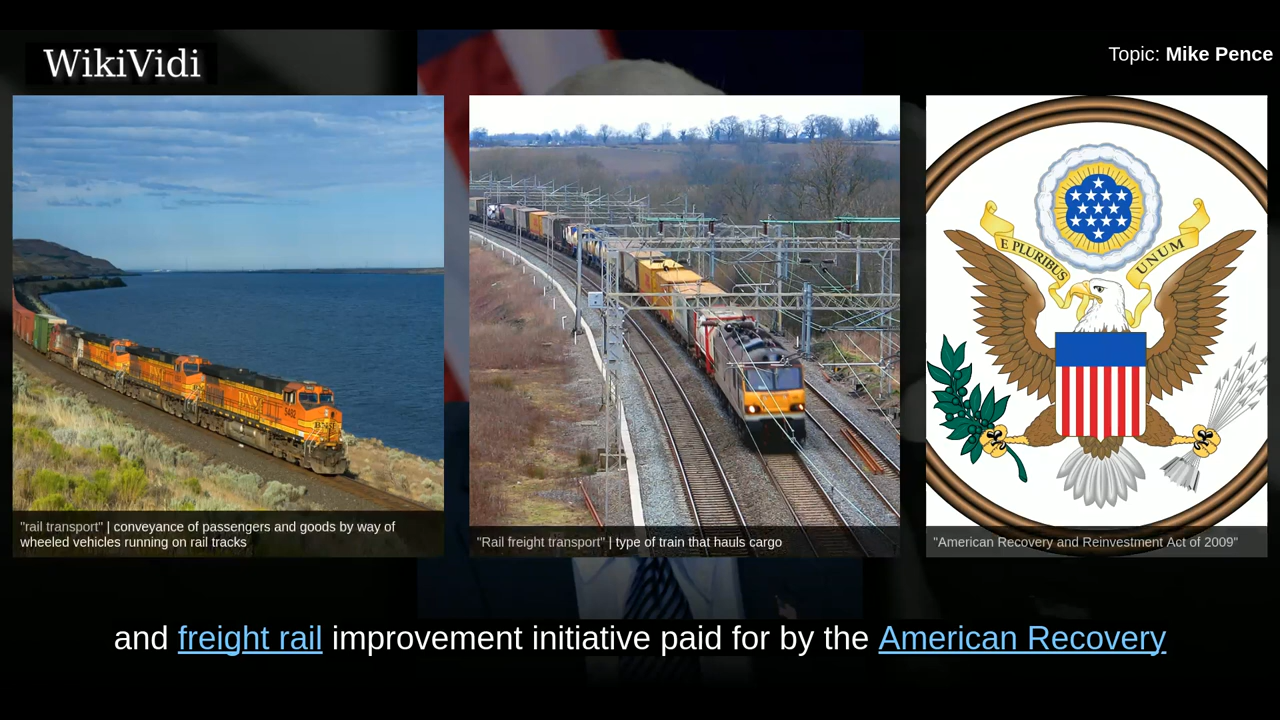 WikiVidi
Topic: Mike Pence
BNSF
5482
E PLURIBUS
UNUM
"rail transport" | conveyance of passengers and goods by way of
wheeled vehicles running on rail tracks
"Rail freight transport" | type of train that hauls cargo
"American Recovery and Reinvestment Act of 2009"
and freight rail improvement initiative paid for by the American Recovery